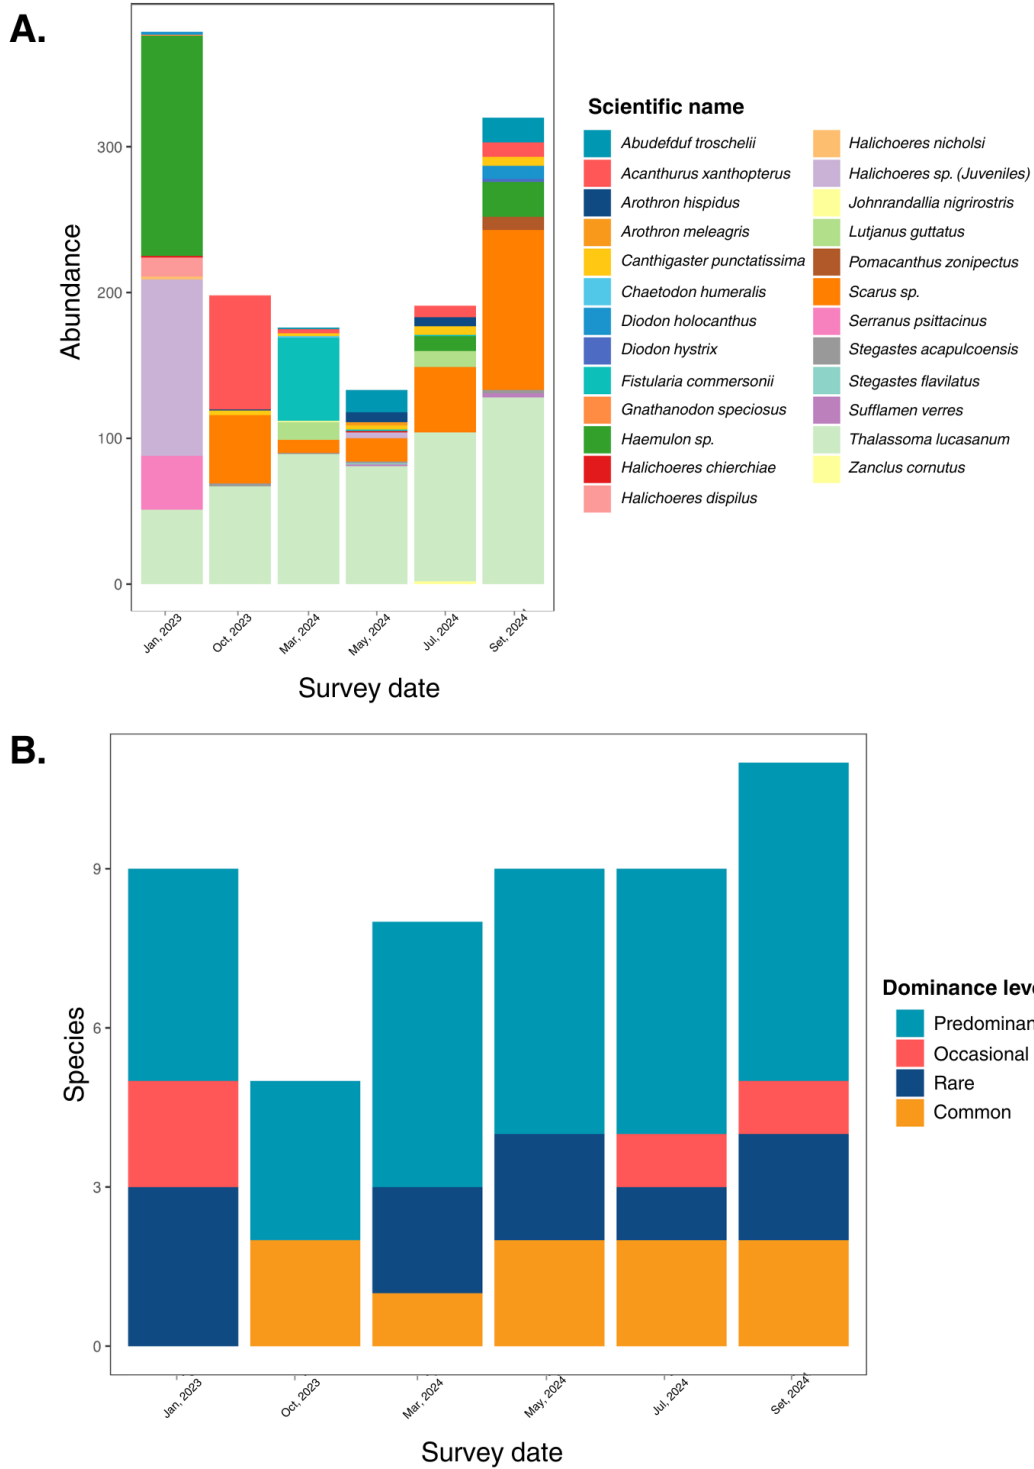 A.
Abundance
300
200
100
0
Jan, 2023
Oct, 2023
Mar, 2024
May, 2024
Jul, 2024
Set, 2024
Survey date
Scientific name
Abudefduf troschelii
Acanthurus xanthopterus
Arothron hispidus
Arothron meleagris
Canthigaster punctatissima
Chaetodon humeralis
Diodon holocanthus
Diodon hystrix
Fistularia commersonii
Gnathanodon speciosus
Haemulon sp.
Halichoeres chierchiae
Halichoeres dispilus
Halichoeres nicholsi
Halichoeres sp. (Juveniles)
Johnrandallia nigrirostris
Lutjanus guttatus
Pomacanthus zonipectus
Scarus sp.
Serranus psittacinus
Stegastes acapulcoensis
Stegastes flavilatus
Sufflamen verres
Thalassoma lucasanum
Zanclus cornutus
B.
Species
9
6
3
0
Jan, 2023
Oct, 2023
Mar, 2024
May, 2024
Jul, 2024
Set, 2024
Survey date
Dominance leve
Predominan
Occasional
Rare
Common